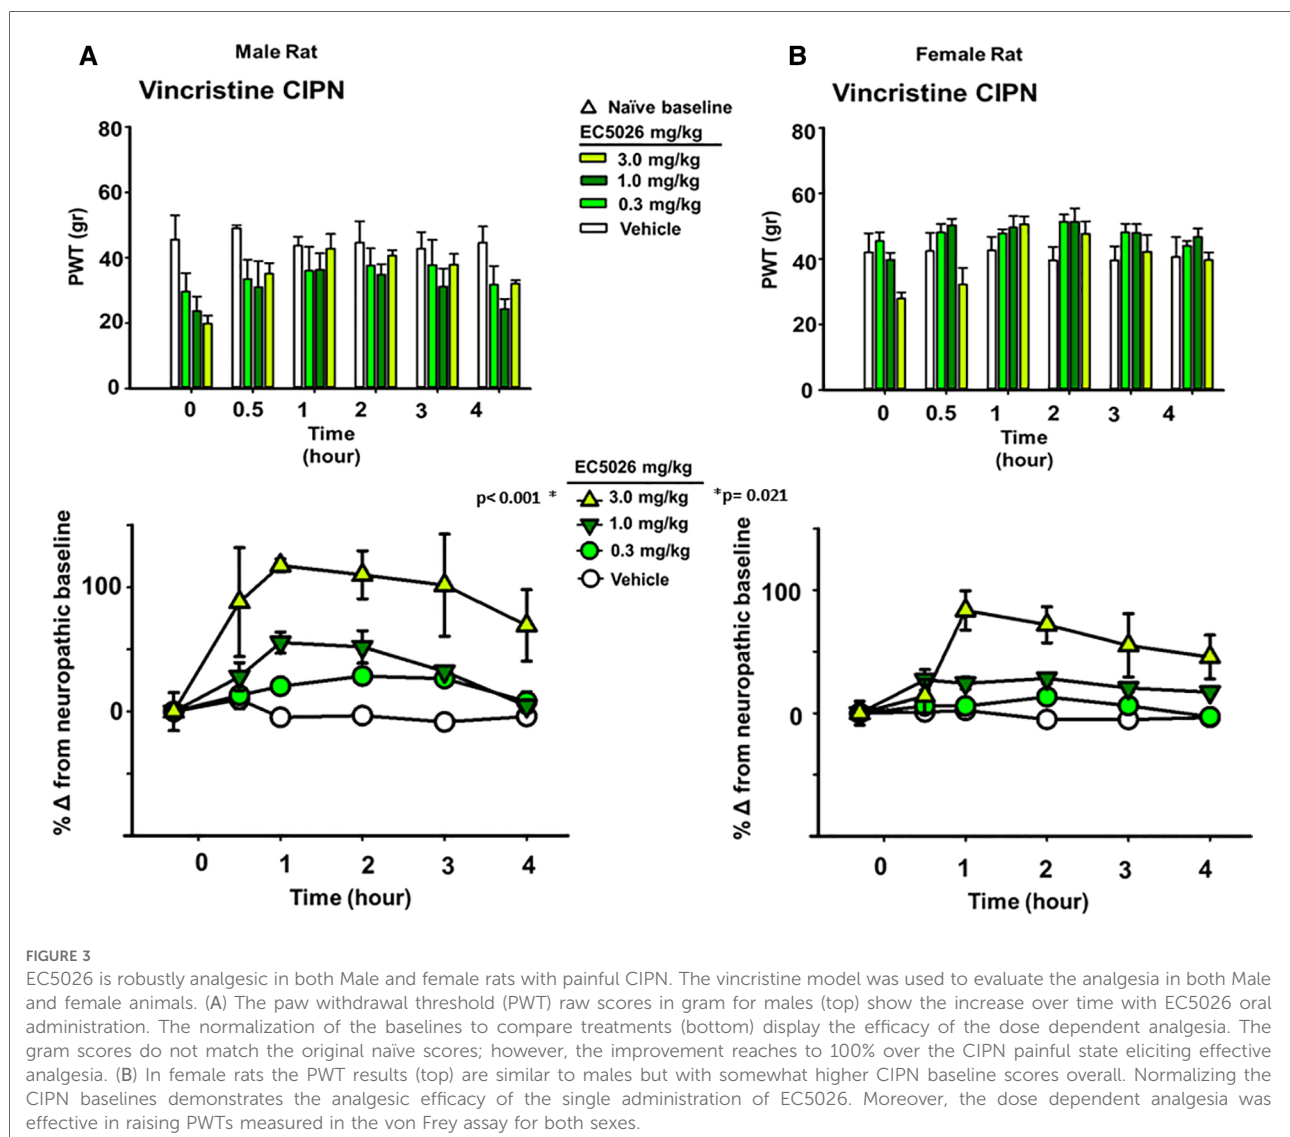 A
Male Rat
Vincristine CIPN
80
60
40
20
0
PWT (gr)
0 0.5 1 2 3 4
Time
(hour)
Naïve baseline
EC5026 mg/kg
3.0 mg/kg
1.0 mg/kg
0.3 mg/kg
Vehicle
B
Female Rat
Vincristine CIPN
80
60
40
20
0
PWT (gr)
0 0.5 1 2 3 4
Time
(hour)
EC5026 mg/kg
p< 0.001 *
*p= 0.021
3.0 mg/kg
1.0 mg/kg
0.3 mg/kg
Vehicle
% Δ from neuropathic baseline
100
0
0 1 2 3 4
Time (hour)
% Δ from neuropathic baseline
100
0
0 1 2 3 4
Time (hour)
FIGURE 3
EC5026 is robustly analgesic in both Male and female rats with painful CIPN. The vincristine model was used to evaluate the analgesia in both Male
and female animals. (A) The paw withdrawal threshold (PWT) raw scores in gram for males (top) show the increase over time with EC5026 oral
administration. The normalization of the baselines to compare treatments (bottom) display the efficacy of the dose dependent analgesia. The
gram scores do not match the original naïve scores; however, the improvement reaches to 100% over the CIPN painful state eliciting effective
analgesia. (B) In female rats the PWT results (top) are similar to males but with somewhat higher CIPN baseline scores overall. Normalizing the
CIPN baselines demonstrates the analgesic efficacy of the single administration of EC5026. Moreover, the dose dependent analgesia was
effective in raising PWTs measured in the von Frey assay for both sexes.